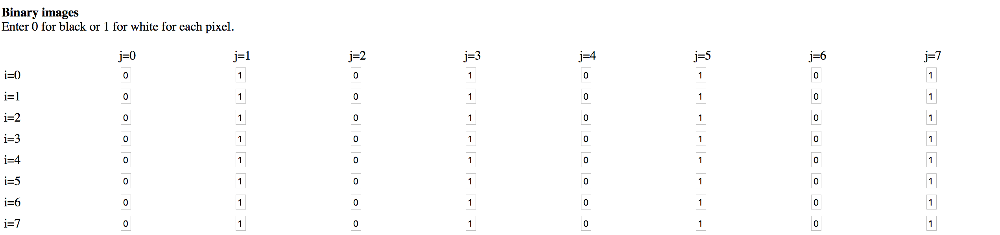 Binary images
Enter 0 for black or 1 for white for each pixel.
j=0 j=1 j=2 j=3 j=4 j=5 j=6 j=7
i=0 0 1 0 1 0 1 0 1
i=1 0 1 0 1 0 1 0 1
i=2 0 1 0 1 0 1 0 1
i=3 0 1 0 1 0 1 0 1
i=4 0 1 0 1 0 1 0 1
i=5 0 1 0 1 0 1 0 1
i=6 0 1 0 1 0 1 0 1
i=7 0 1 0 1 0 1 0 1